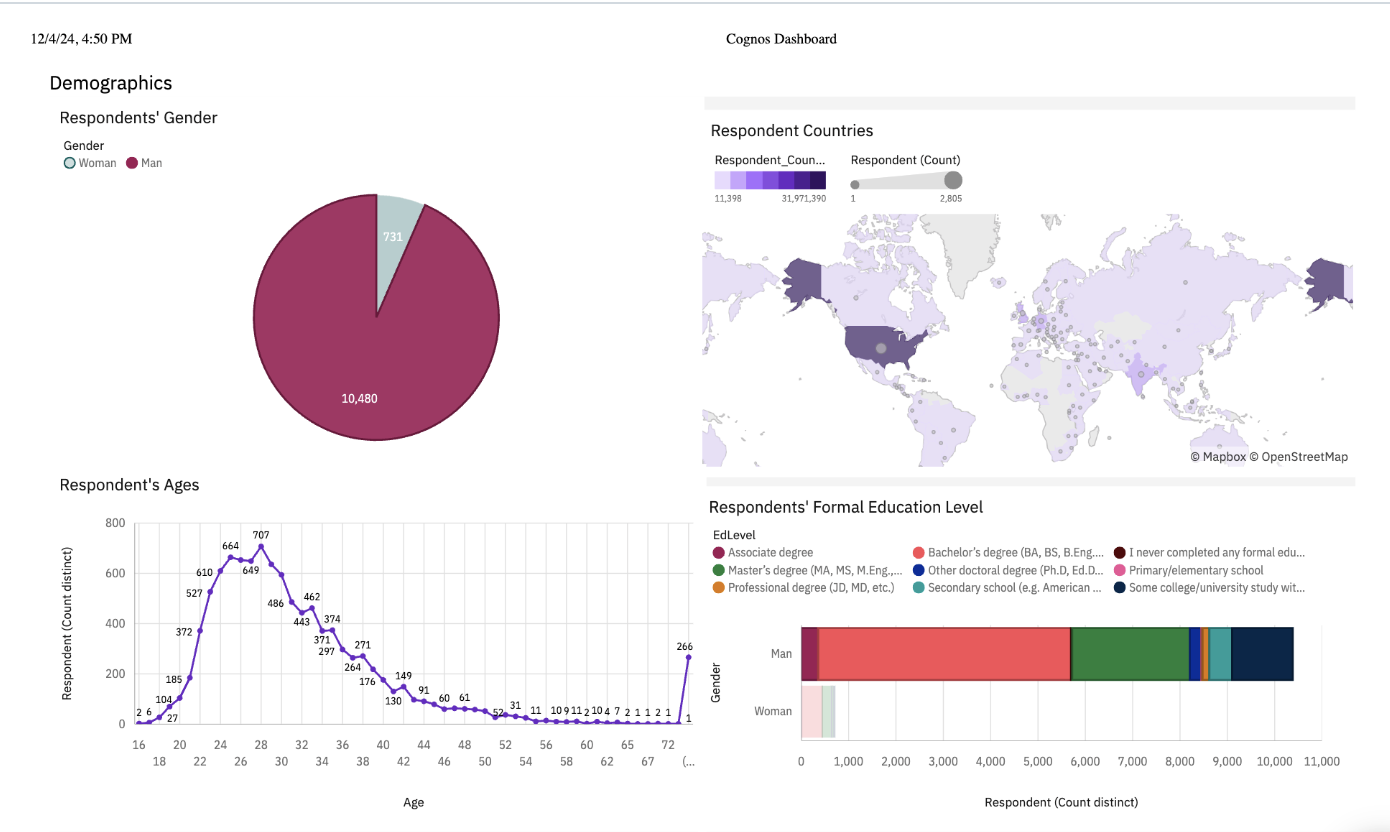 12/4/24, 4:50 PM
Cognos Dashboard
Demographics
Respondents' Gender
Gender
Woman Man
731
10,480
Respondent Countries
Respondent_Coun...
Respondent (Count)
11,398 31,971,390
1 2,805
© Mapbox © OpenStreetMap
Respondent's Ages
Respondent (Count distinct)
800
600
400
200
0
2 6 27 104 185 372 527 610 664 649 707 486 443 462 371 374 297 264 271 176 130 149 91 60 61 52 31 11 10 9 11 2 10 4 7 2 1 1 2 1 1 266
16 20 24 28 32 36 40 44 48 52 56 60 65 72
18 22 26 30 34 38 42 46 50 54 58 62 67 (...
Age
Respondents' Formal Education Level
EdLevel
Associate degree Bachelor's degree (BA, BS, B.Eng.... I never completed any formal edu...
Master's degree (MA, MS, M.Eng.,... Other doctoral degree (Ph.D, Ed.D... Primary/elementary school
Professional degree (JD, MD, etc.) Secondary school (e.g. American ... Some college/university study wit...
Gender
Man
Woman
0 1,000 2,000 3,000 4,000 5,000 6,000 7,000 8,000 9,000 10,000 11,000
Respondent (Count distinct)